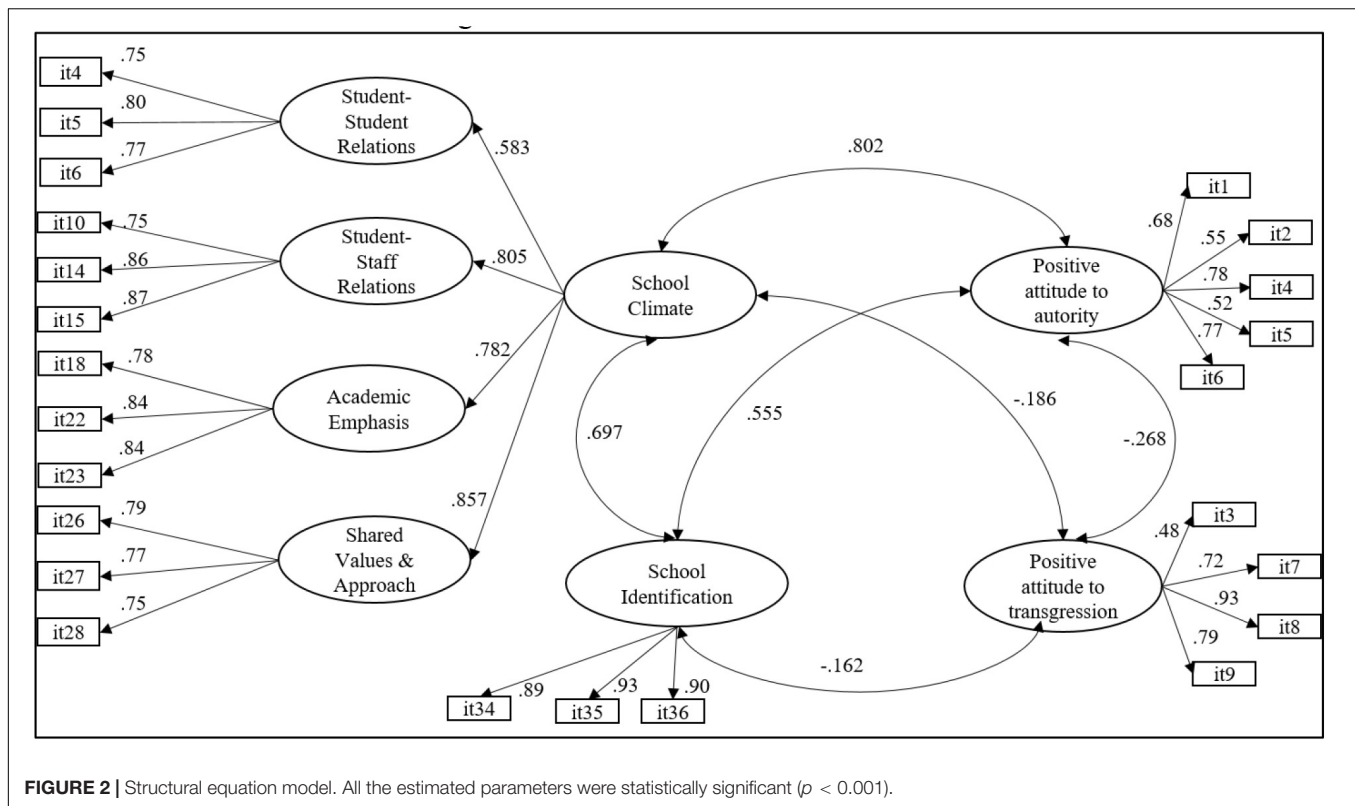 it4
.75
it5
.80
it6
.77
Student-
Student
Relations
.583
it10
.75
it14
.86
it15
.87
Student-
Staff
Relations
.805
it18
.78
it22
.84
it23
.84
Academic
Emphasis
.782
it26
.79
it27
.77
it28
.75
Shared
Values &
Approach
.857
School
Climate
.802
Positive
attitude to
autority
.68
it1
.55
it2
.78
it4
.52
it5
.77
it6
.697
.555
-.186
-.268
School
Identification
.89
it34
.93
it35
.90
it36
-.162
Positive
attitude to
transgression
.48
it3
.72
it7
.93
it8
.79
it9
FIGURE 2 | Structural equation model. All the estimated parameters were statistically significant (p < 0.001).